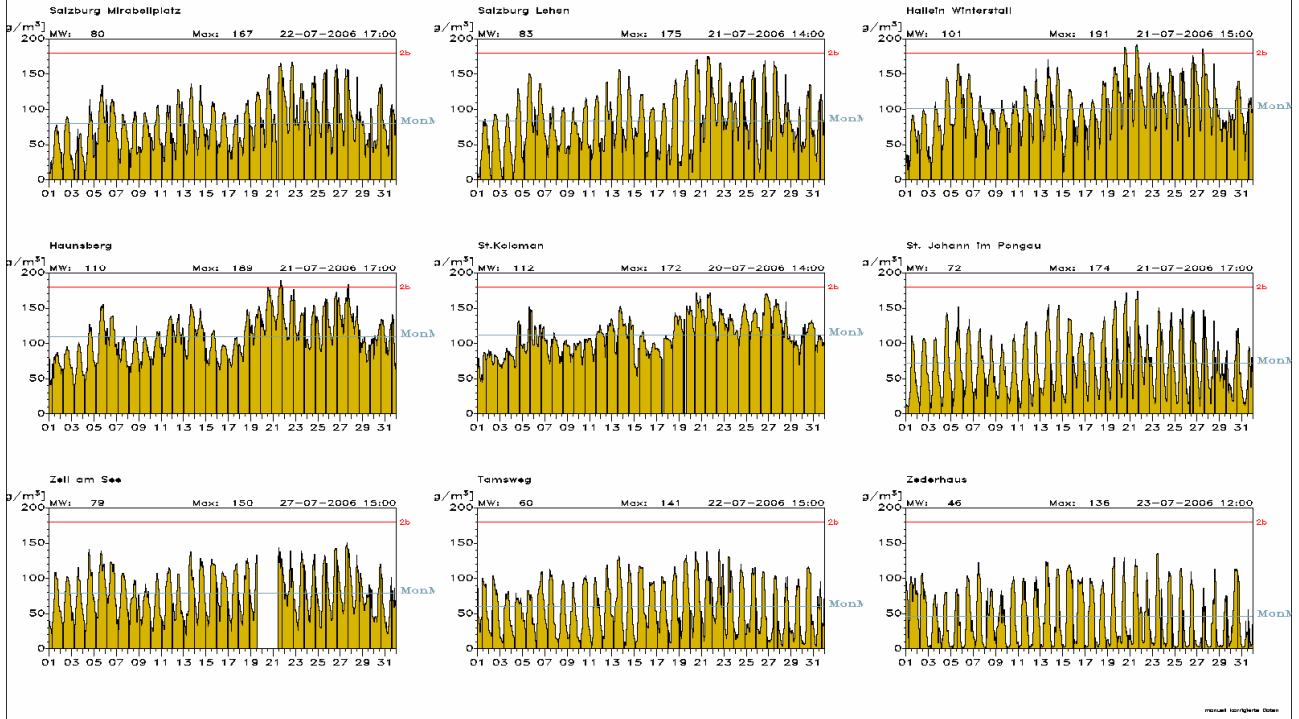 Salzburg Mirabellplatz
g/m³] MW: 80 Max: 167 22-07-2006 17:00
200
2b
150
100
MonM
50
0
01 03 05 07 09 11 13 15 17 19 21 23 25 27 29 31
Salzburg Lehen
g/m³] MW: 83 Max: 175 21-07-2006 14:00
200
2b
150
100
MonM
50
0
01 03 05 07 09 11 13 15 17 19 21 23 25 27 29 31
Hallein Winterstall
g/m³] MW: 101 Max: 191 21-07-2006 15:00
200
2b
150
100
MonM
50
0
01 03 05 07 09 11 13 15 17 19 21 23 25 27 29 31
Haunsberg
g/m³] MW: 110 Max: 189 21-07-2006 17:00
200
2b
150
MonM
100
50
0
01 03 05 07 09 11 13 15 17 19 21 23 25 27 29 31
St.Koloman
g/m³] MW: 112 Max: 172 20-07-2006 14:00
200
2b
150
MonM
100
50
0
01 03 05 07 09 11 13 15 17 19 21 23 25 27 29 31
St. Johann im Pongau
g/m³] MW: 72 Max: 174 21-07-2006 17:00
200
2b
150
100
MonM
50
0
01 03 05 07 09 11 13 15 17 19 21 23 25 27 29 31
Zell am See
g/m³] MW: 79 Max: 150 27-07-2006 15:00
200
2b
150
100
MonM
50
0
01 03 05 07 09 11 13 15 17 19 21 23 25 27 29 31
Tamsweg
g/m³] MW: 60 Max: 141 22-07-2006 15:00
200
2b
150
100
MonM
50
0
01 03 05 07 09 11 13 15 17 19 21 23 25 27 29 31
Zederhaus
g/m³] MW: 46 Max: 136 23-07-2006 12:00
200
2b
150
100
MonM
50
0
01 03 05 07 09 11 13 15 17 19 21 23 25 27 29 31
manuell korrigierte Daten